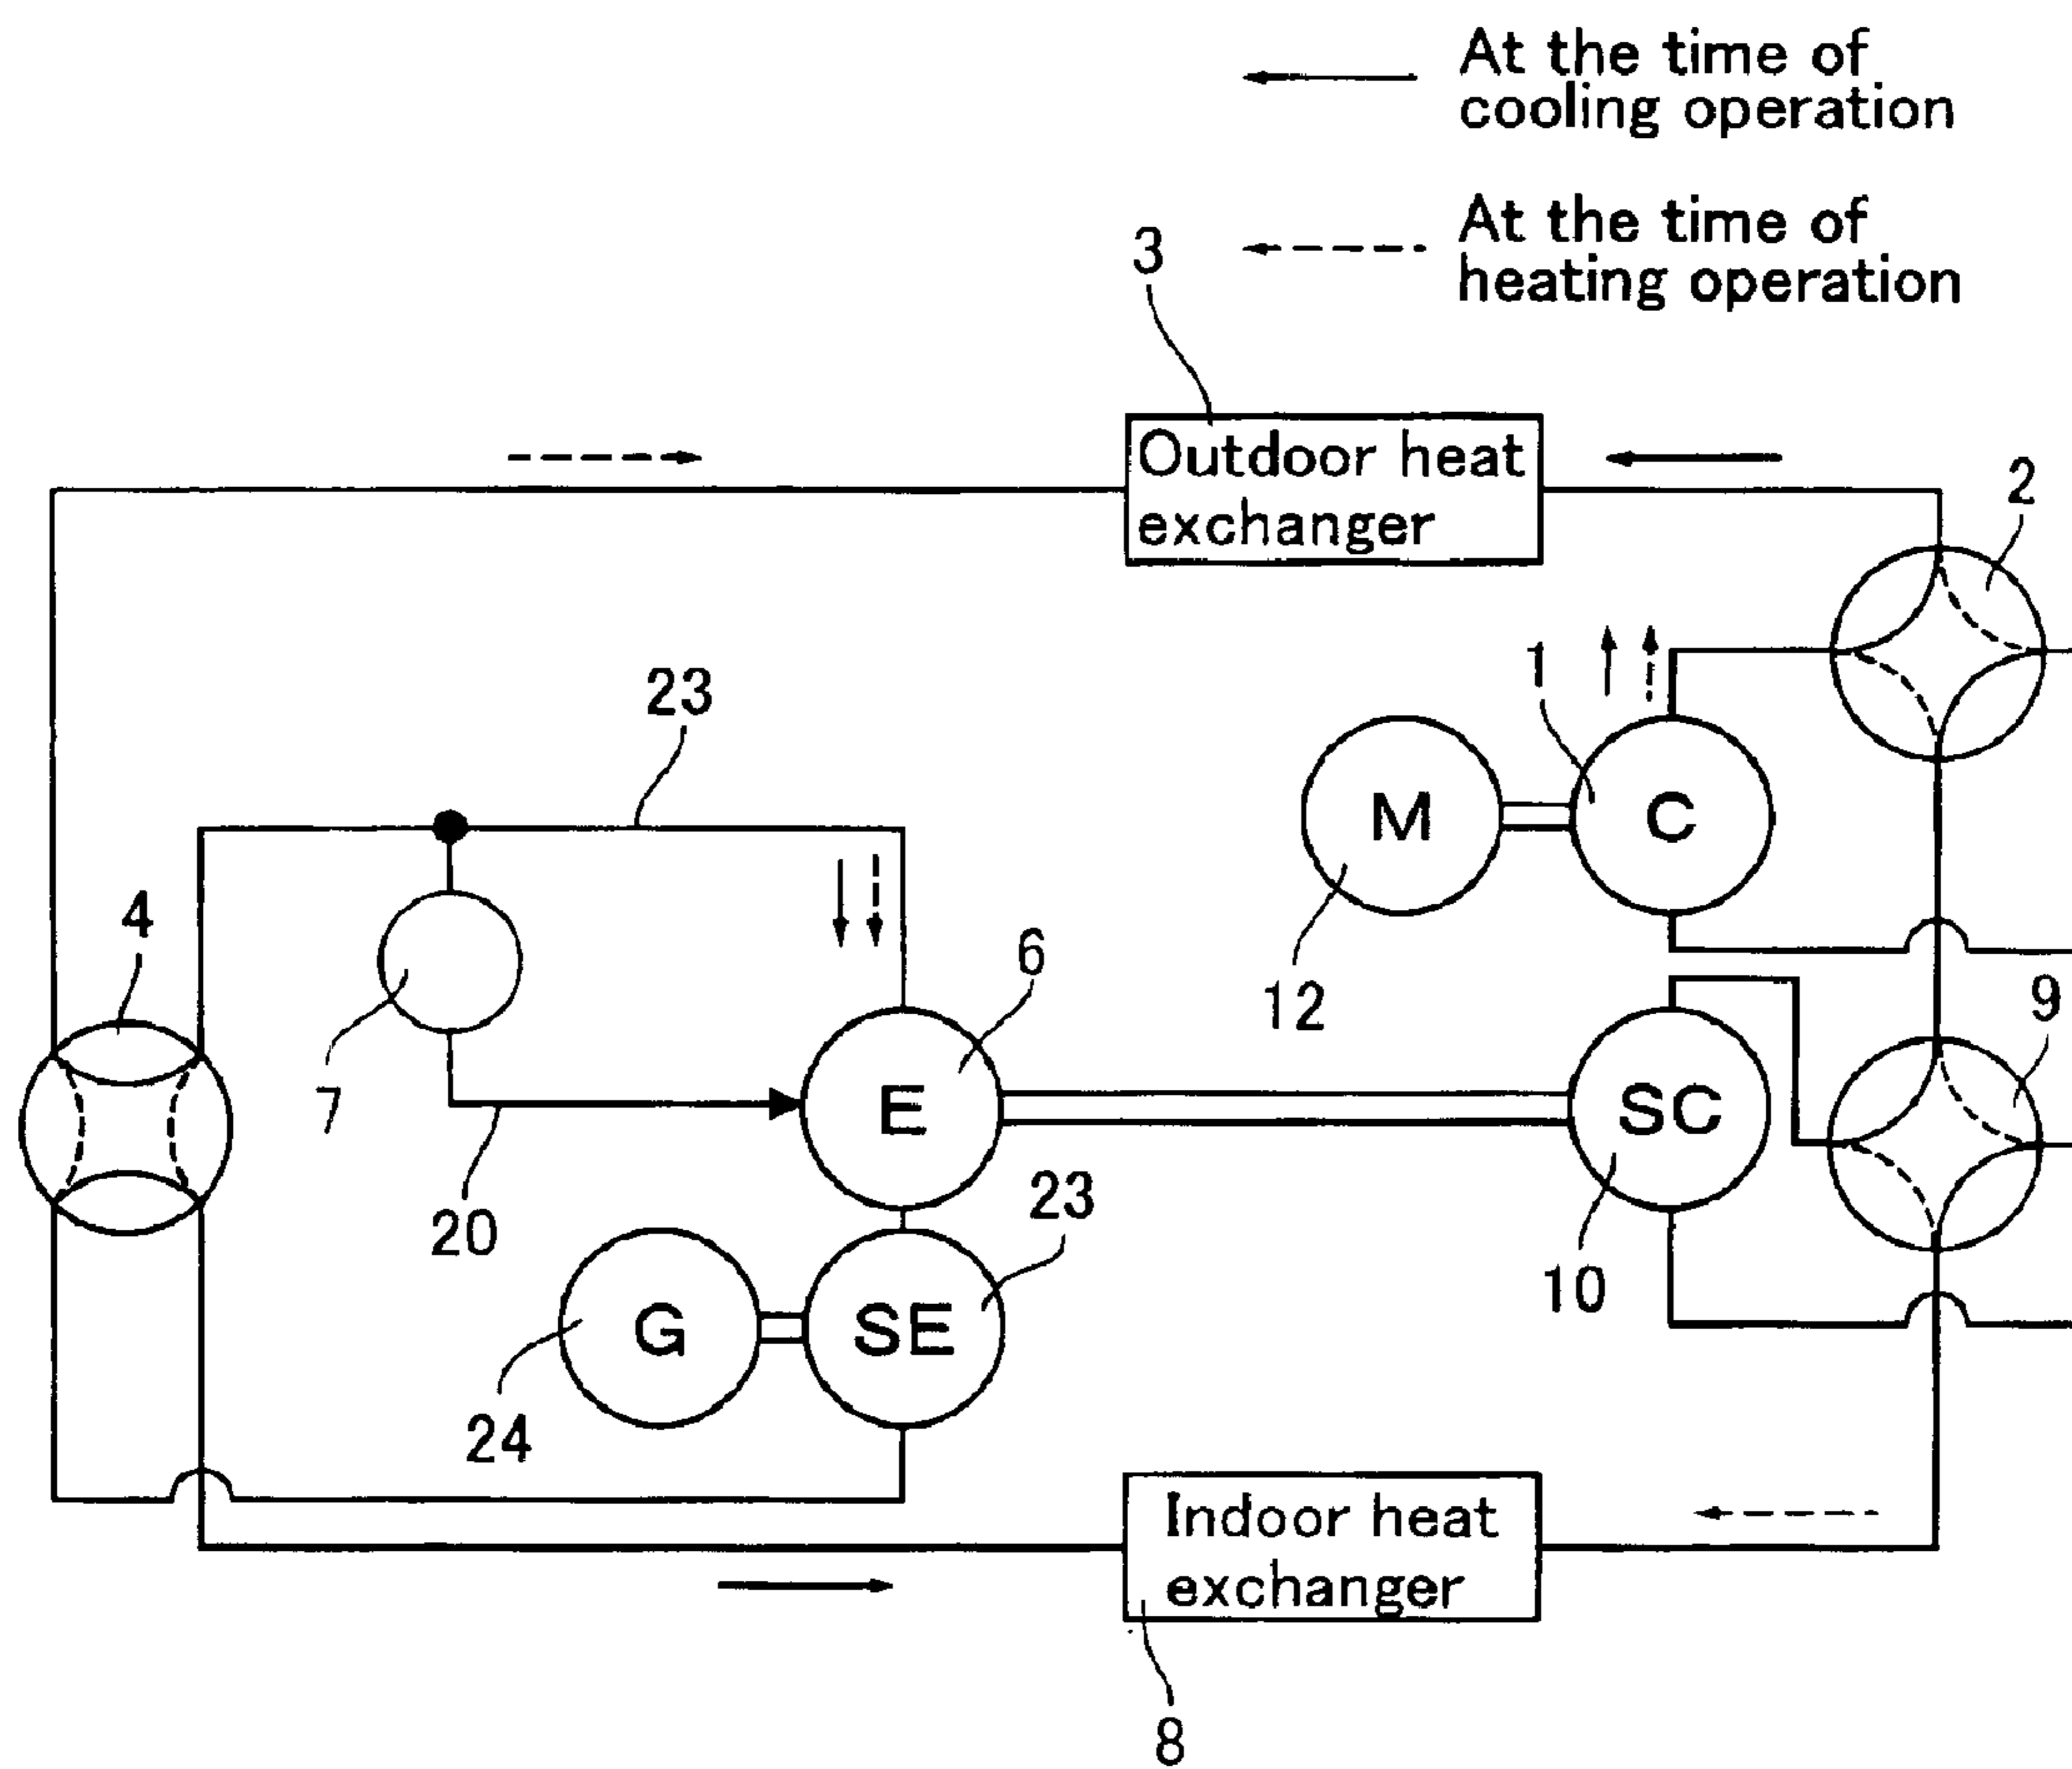 At the time of
cooling operation
At the time of
heating operation
3
Outdoor heat
exchanger
2
23
1
M
C
4
6
12
9
7
E
SC
20
23
10
G
SE
24
Indoor heat
exchanger
8